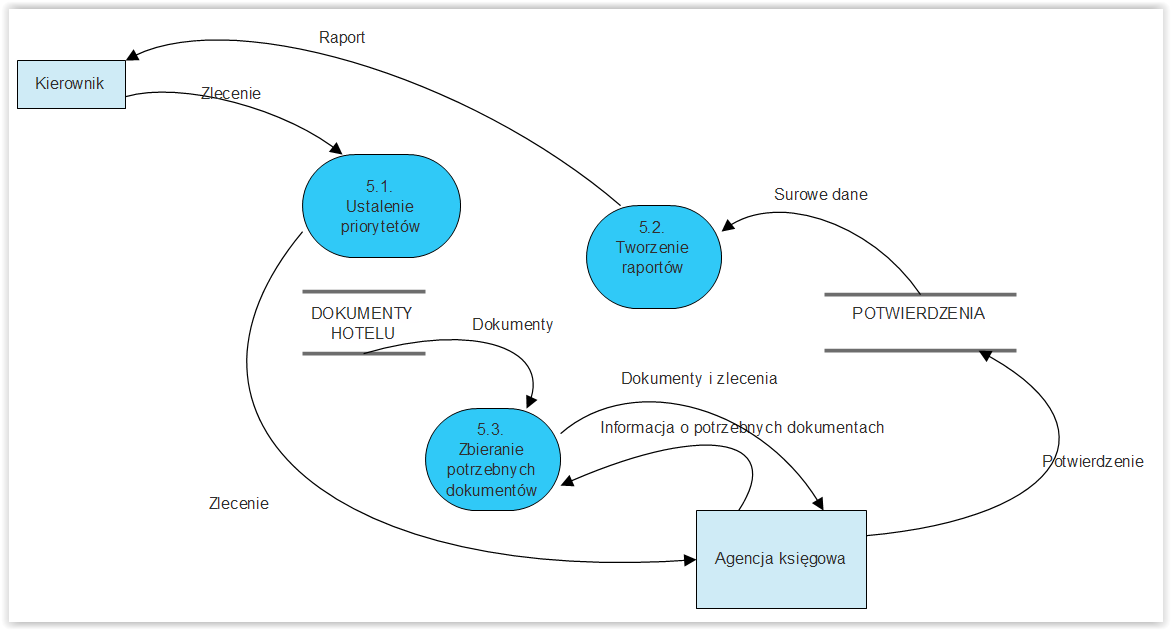 Raport
Kierownik
Zlecenie
5.1.
Ustalenie
priorytetów
Surowe dane
5.2.
Tworzenie
raportów
DOKUMENTY
HOTELU
POTWIERDZENIA
Dokumenty
Dokumenty i zlecenia
Informacja o potrzebnych dokumentach
5.3.
Zbieranie
potrzebnych
dokumentów
Potwierdzenie
Zlecenie
Agencja księgowa